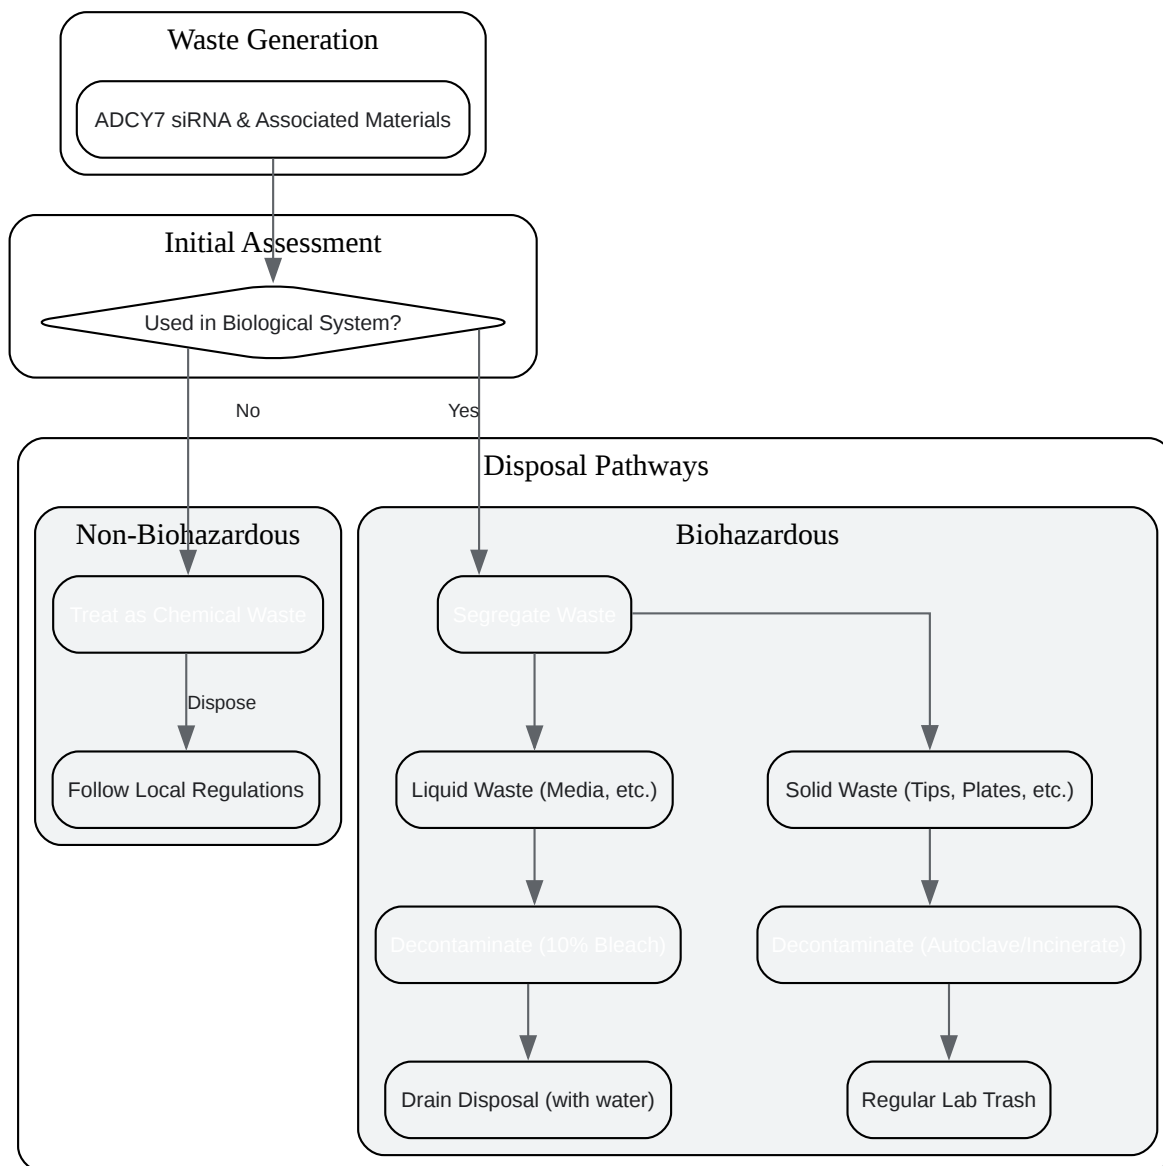 Waste Generation
ADCY7 siRNA & Associated Materials
Initial Assessment
Used in Biological System?
No
Yes
Disposal Pathways
Non-Biohazardous
Biohazardous
Treat as Chemical Waste
Segregate Waste
Dispose
Follow Local Regulations
Liquid Waste (Media, etc.)
Solid Waste (Tips, Plates, etc.)
Decontaminate (10% Bleach)
Decontaminate (Autoclave/Incinerate)
Drain Disposal (with water)
Regular Lab Trash